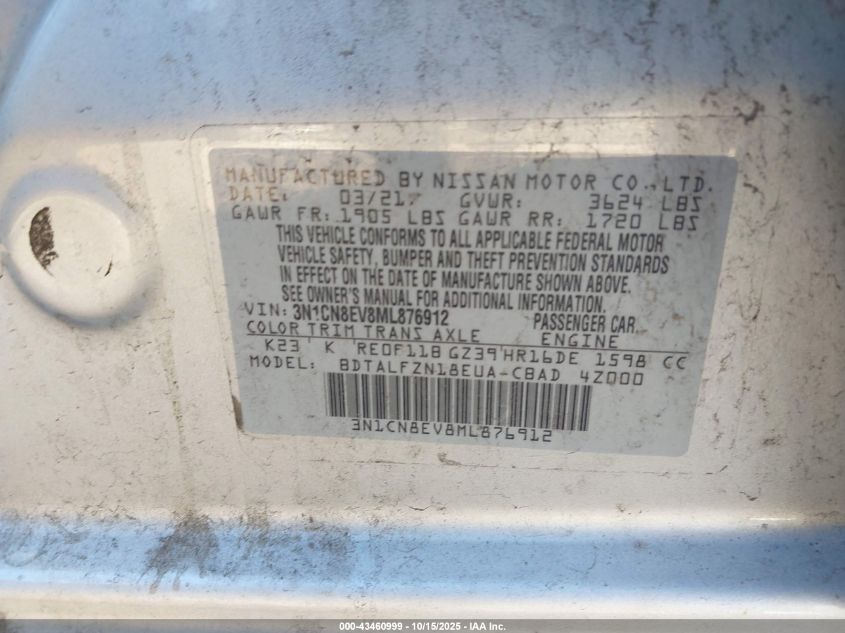 MANUFACTURED BY NISSAN MOTOR CO., LTD.
DATE: 03/21 GVWR: 3624 LBS
GAWR FR: 1905 LBS GAWR RR: 1720 LBS
THIS VEHICLE CONFORMS TO ALL APPLICABLE FEDERAL MOTOR
VEHICLE SAFETY, BUMPER AND THEFT PREVENTION STANDARDS
IN EFFECT ON THE DATE OF MANUFACTURE SHOWN ABOVE.
SEE OWNER'S MANUAL FOR ADDITIONAL INFORMATION.
VIN: 3N1CN8EV8ML876912 PASSENGER CAR
COLOR TRIM TRANS AXLE ENGINE
K23 K RE0F11B GZ39 HR16DE 1598 CC
MODEL: BDTALFZN18EUA-CBAD 4Z000
3N1CN8EV8ML876912
000-43460999 - 10/15/2025 - IAA Inc.